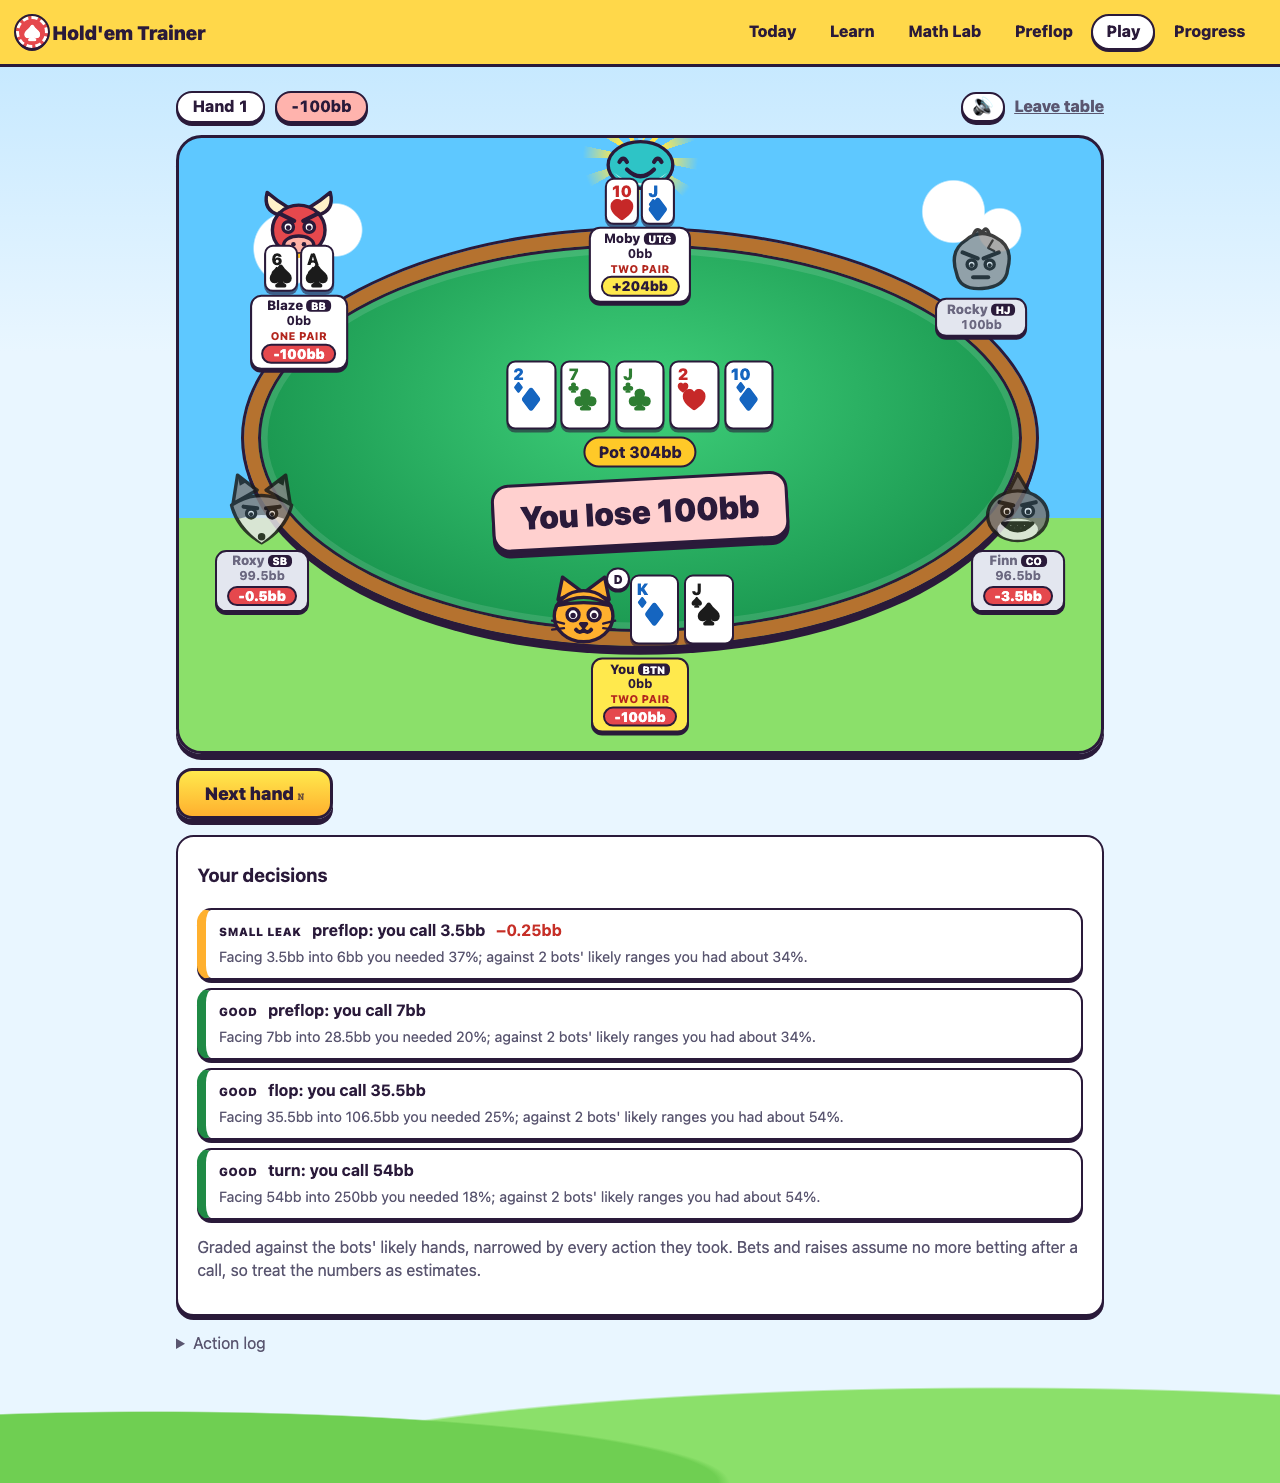 Hold'em Trainer
Today Learn Math Lab Preflop Play Progress
Hand 1 -100bb
Leave table
10 J
Moby UTG
0bb
TWO PAIR
+204bb
6 A
Blaze BB
0bb
ONE PAIR
-100bb
Rocky HJ
100bb
2 7 J 2 10
Pot 304bb
You lose 100bb
Roxy SB
99.5bb
-0.5bb
Finn CO
96.5bb
-3.5bb
D
K J
You BTN
0bb
TWO PAIR
-100bb
Next hand N
Your decisions
SMALL LEAK preflop: you call 3.5bb −0.25bb
Facing 3.5bb into 6bb you needed 37%; against 2 bots' likely ranges you had about 34%.
GOOD preflop: you call 7bb
Facing 7bb into 28.5bb you needed 20%; against 2 bots' likely ranges you had about 34%.
GOOD flop: you call 35.5bb
Facing 35.5bb into 106.5bb you needed 25%; against 2 bots' likely ranges you had about 54%.
GOOD turn: you call 54bb
Facing 54bb into 250bb you needed 18%; against 2 bots' likely ranges you had about 54%.
Graded against the bots' likely hands, narrowed by every action they took. Bets and raises assume no more betting after a
call, so treat the numbers as estimates.
Action log